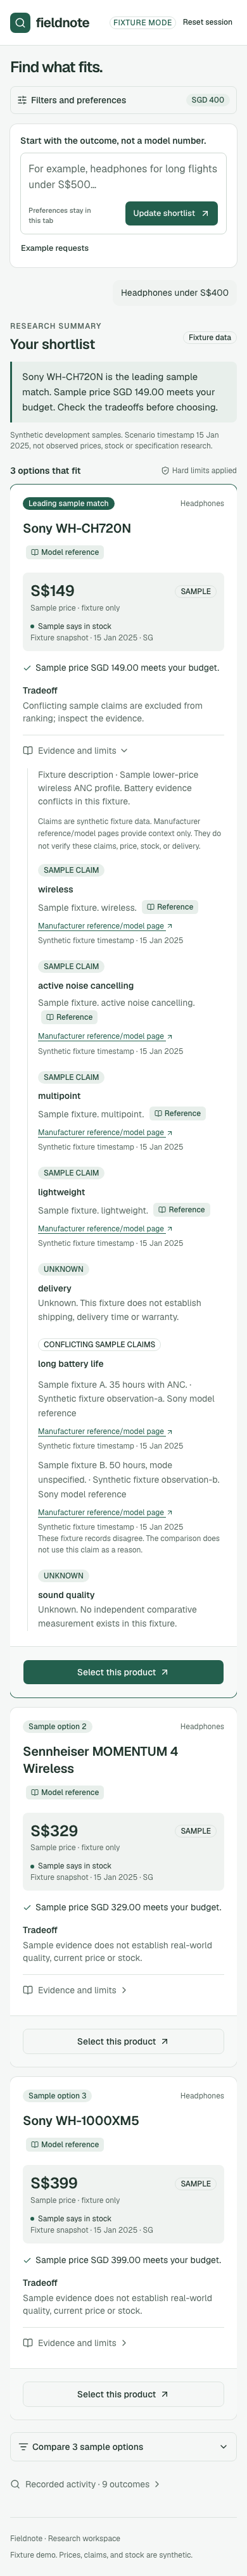 fieldnote
FIXTURE MODE
Reset session
Find what fits.
Filters and preferences
SGD 400
Start with the outcome, not a model number.
For example, headphones for long flights
under S$500...
Preferences stay in
this tab
Update shortlist
Example requests
Headphones under S$400
RESEARCH SUMMARY
Your shortlist
Fixture data
Sony WH-CH720N is the leading sample
match. Sample price SGD 149.00 meets your
budget. Check the tradeoffs before choosing.
Synthetic development samples. Scenario timestamp 15 Jan
2025, not observed prices, stock or specification research.
3 options that fit
Hard limits applied
Leading sample match
Headphones
Sony WH-CH720N
Model reference
S$149
SAMPLE
Sample price · fixture only
Sample says in stock
Fixture snapshot · 15 Jan 2025 · SG
Sample price SGD 149.00 meets your budget.
Tradeoff
Conflicting sample claims are excluded from
ranking; inspect the evidence.
Evidence and limits
Fixture description · Sample lower-price
wireless ANC profile. Battery evidence
conflicts in this fixture.
Claims are synthetic fixture data. Manufacturer
reference/model pages provide context only. They do
not verify these claims, price, stock, or delivery.
SAMPLE CLAIM
wireless
Sample fixture. wireless.
Reference
Manufacturer reference/model page
Synthetic fixture timestamp · 15 Jan 2025
SAMPLE CLAIM
active noise cancelling
Sample fixture. active noise cancelling.
Reference
Manufacturer reference/model page
Synthetic fixture timestamp · 15 Jan 2025
SAMPLE CLAIM
multipoint
Sample fixture. multipoint.
Reference
Manufacturer reference/model page
Synthetic fixture timestamp · 15 Jan 2025
SAMPLE CLAIM
lightweight
Sample fixture. lightweight.
Reference
Manufacturer reference/model page
Synthetic fixture timestamp · 15 Jan 2025
UNKNOWN
delivery
Unknown. This fixture does not establish
shipping, delivery time or warranty.
CONFLICTING SAMPLE CLAIMS
long battery life
Sample fixture A. 35 hours with ANC. ·
Synthetic fixture observation-a. Sony model
reference
Manufacturer reference/model page
Synthetic fixture timestamp · 15 Jan 2025
Sample fixture B. 50 hours, mode
unspecified. · Synthetic fixture observation-b.
Sony model reference
Manufacturer reference/model page
Synthetic fixture timestamp · 15 Jan 2025
These fixture records disagree. The comparison does
not use this claim as a reason.
UNKNOWN
sound quality
Unknown. No independent comparative
measurement exists in this fixture.
Select this product
Sample option 2
Headphones
Sennheiser MOMENTUM 4
Wireless
Model reference
S$329
SAMPLE
Sample price · fixture only
Sample says in stock
Fixture snapshot · 15 Jan 2025 · SG
Sample price SGD 329.00 meets your budget.
Tradeoff
Sample evidence does not establish real-world
quality, current price or stock.
Evidence and limits
Select this product
Sample option 3
Headphones
Sony WH-1000XM5
Model reference
S$399
SAMPLE
Sample price · fixture only
Sample says in stock
Fixture snapshot · 15 Jan 2025 · SG
Sample price SGD 399.00 meets your budget.
Tradeoff
Sample evidence does not establish real-world
quality, current price or stock.
Evidence and limits
Select this product
Compare 3 sample options
Recorded activity · 9 outcomes
Fieldnote · Research workspace
Fixture demo. Prices, claims, and stock are synthetic.